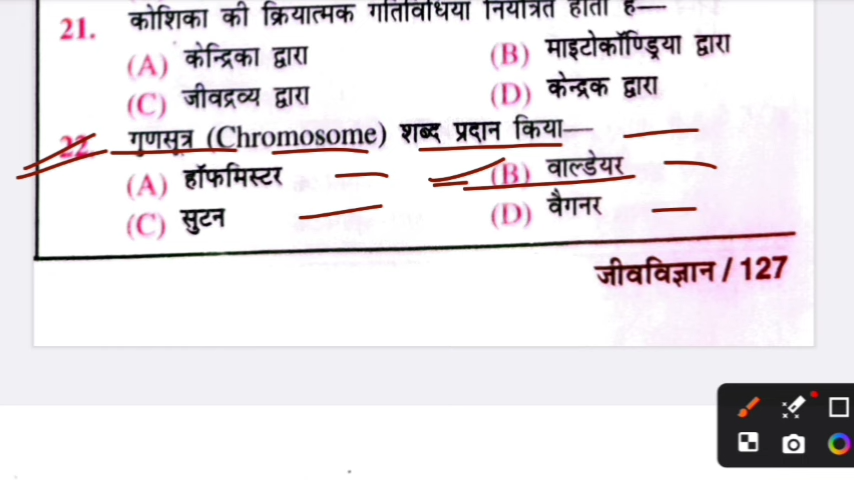 21. कोशिका की क्रियात्मक गतिविधियाँ नियंत्रित होती हैं—
(A) केन्द्रिका द्वारा (B) माइटोकॉण्ड्रिया द्वारा
(C) जीवद्रव्य द्वारा (D) केन्द्रक द्वारा
22. गुणसूत्र (Chromosome) शब्द प्रदान किया—
(A) हॉफमिस्टर (B) वाल्डेयर
(C) सुटन (D) वैगनर
जीवविज्ञान / 127